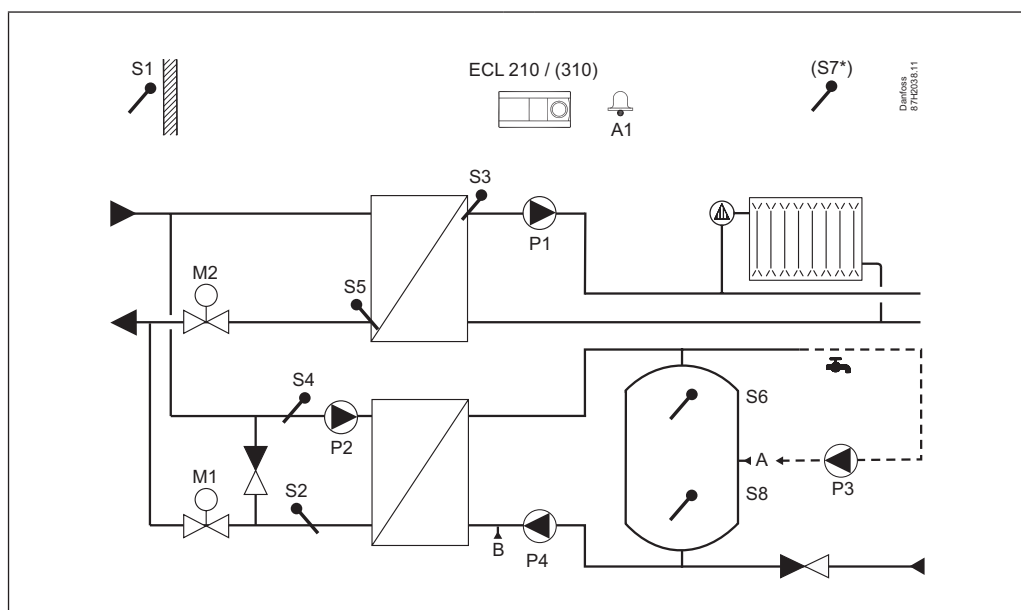 S1
ECL 210 / (310)
A1
(S7*)
Danfoss
87H2038.11
S3
P1
M2
S5
S4
P2
S6
A
P3
M1
S2
S8
B
P4